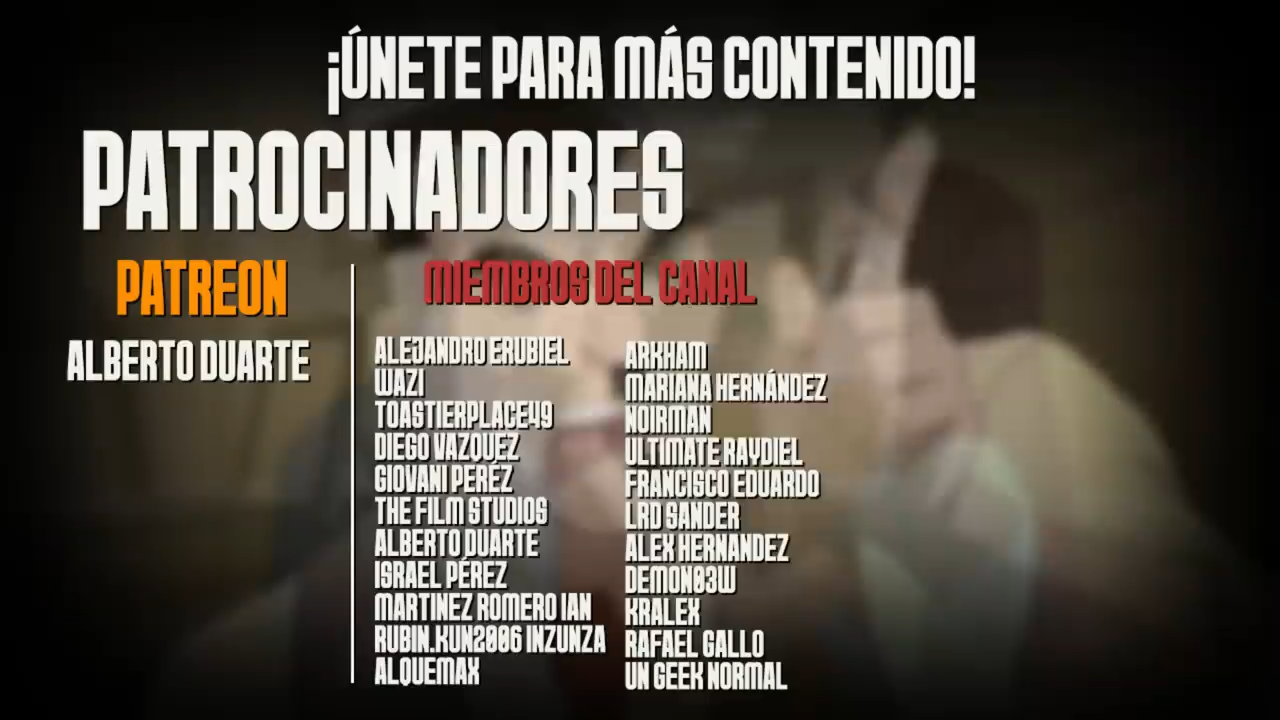 ¡ÚNETE PARA MÁS CONTENIDO!
PATROCINADORES
PATREON
ALBERTO DUARTE
MIEMBROS DEL CANAL
ALEJANDRO ERUBIEL
WAZI
TOASTIERPLACE49
DIEGO VAZQUEZ
GIOVANI PERÉZ
THE FILM STUDIOS
ALBERTO DUARTE
ISRAEL PÉREZ
MARTINEZ ROMERO IAN
RUBIN.KUN2006 INZUNZA
ALQUEMAX
ARKHAM
MARIANA HERNÁNDEZ
NOIRMAN
ULTIMATE RAYDIEL
FRANCISCO EDUARDO
LRD SANDER
ALEX HERNANDEZ
DEMON03W
KRALEX
RAFAEL GALLO
UN GEEK NORMAL